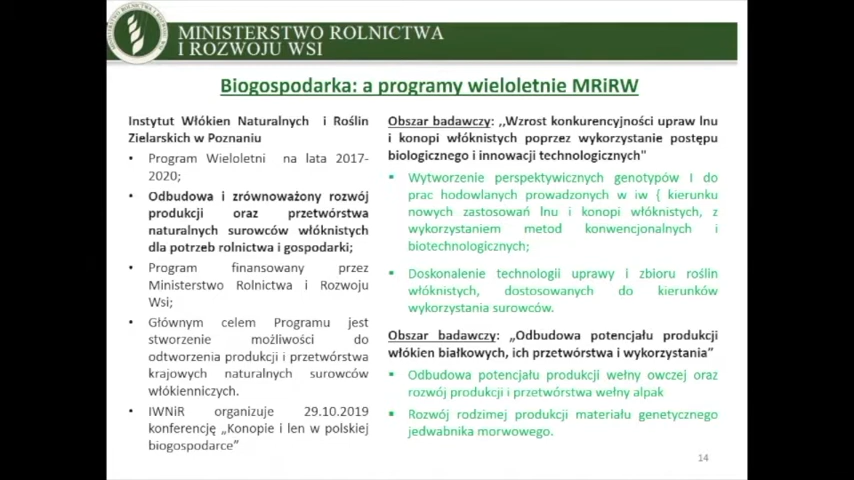 MINISTERSTWO ROLNICTWA
I ROZWOJU WSI
Biogospodarka: a programy wieloletnie MRiRW
Instytut Włókien Naturalnych i Roślin
Zielarskich w Poznaniu
• Program Wieloletni na lata 2017-
2020;
• Odbudowa i zrównoważony rozwój
produkcji oraz przetwórstwa
naturalnych surowców włóknistych
dla potrzeb rolnictwa i gospodarki;
• Program finansowany przez
Ministerstwo Rolnictwa i Rozwoju
Wsi;
• Głównym celem Programu jest
stworzenie możliwości do
odtworzenia produkcji i przetwórstwa
krajowych naturalnych surowców
włókienniczych.
• IWNiR organizuje 29.10.2019
konferencję „Konopie i len w polskiej
biogospodarce”
Obszar badawczy: ,,Wzrost konkurencyjności upraw lnu
i konopi włóknistych poprzez wykorzystanie postępu
biologicznego i innowacji technologicznych"
▪ Wytworzenie perspektywicznych genotypów I do
prac hodowlanych prowadzonych w iw { kierunku
nowych zastosowań lnu i konopi włóknistych, z
wykorzystaniem metod konwencjonalnych i
biotechnologicznych;
▪ Doskonalenie technologii uprawy i zbioru roślin
włóknistych, dostosowanych do kierunków
wykorzystania surowców.
Obszar badawczy: „Odbudowa potencjału produkcji
włókien białkowych, ich przetwórstwa i wykorzystania”
▪ Odbudowa potencjału produkcji wełny owczej oraz
rozwój produkcji i przetwórstwa wełny alpak
▪ Rozwój rodzimej produkcji materiału genetycznego
jedwabnika morwowego.
14